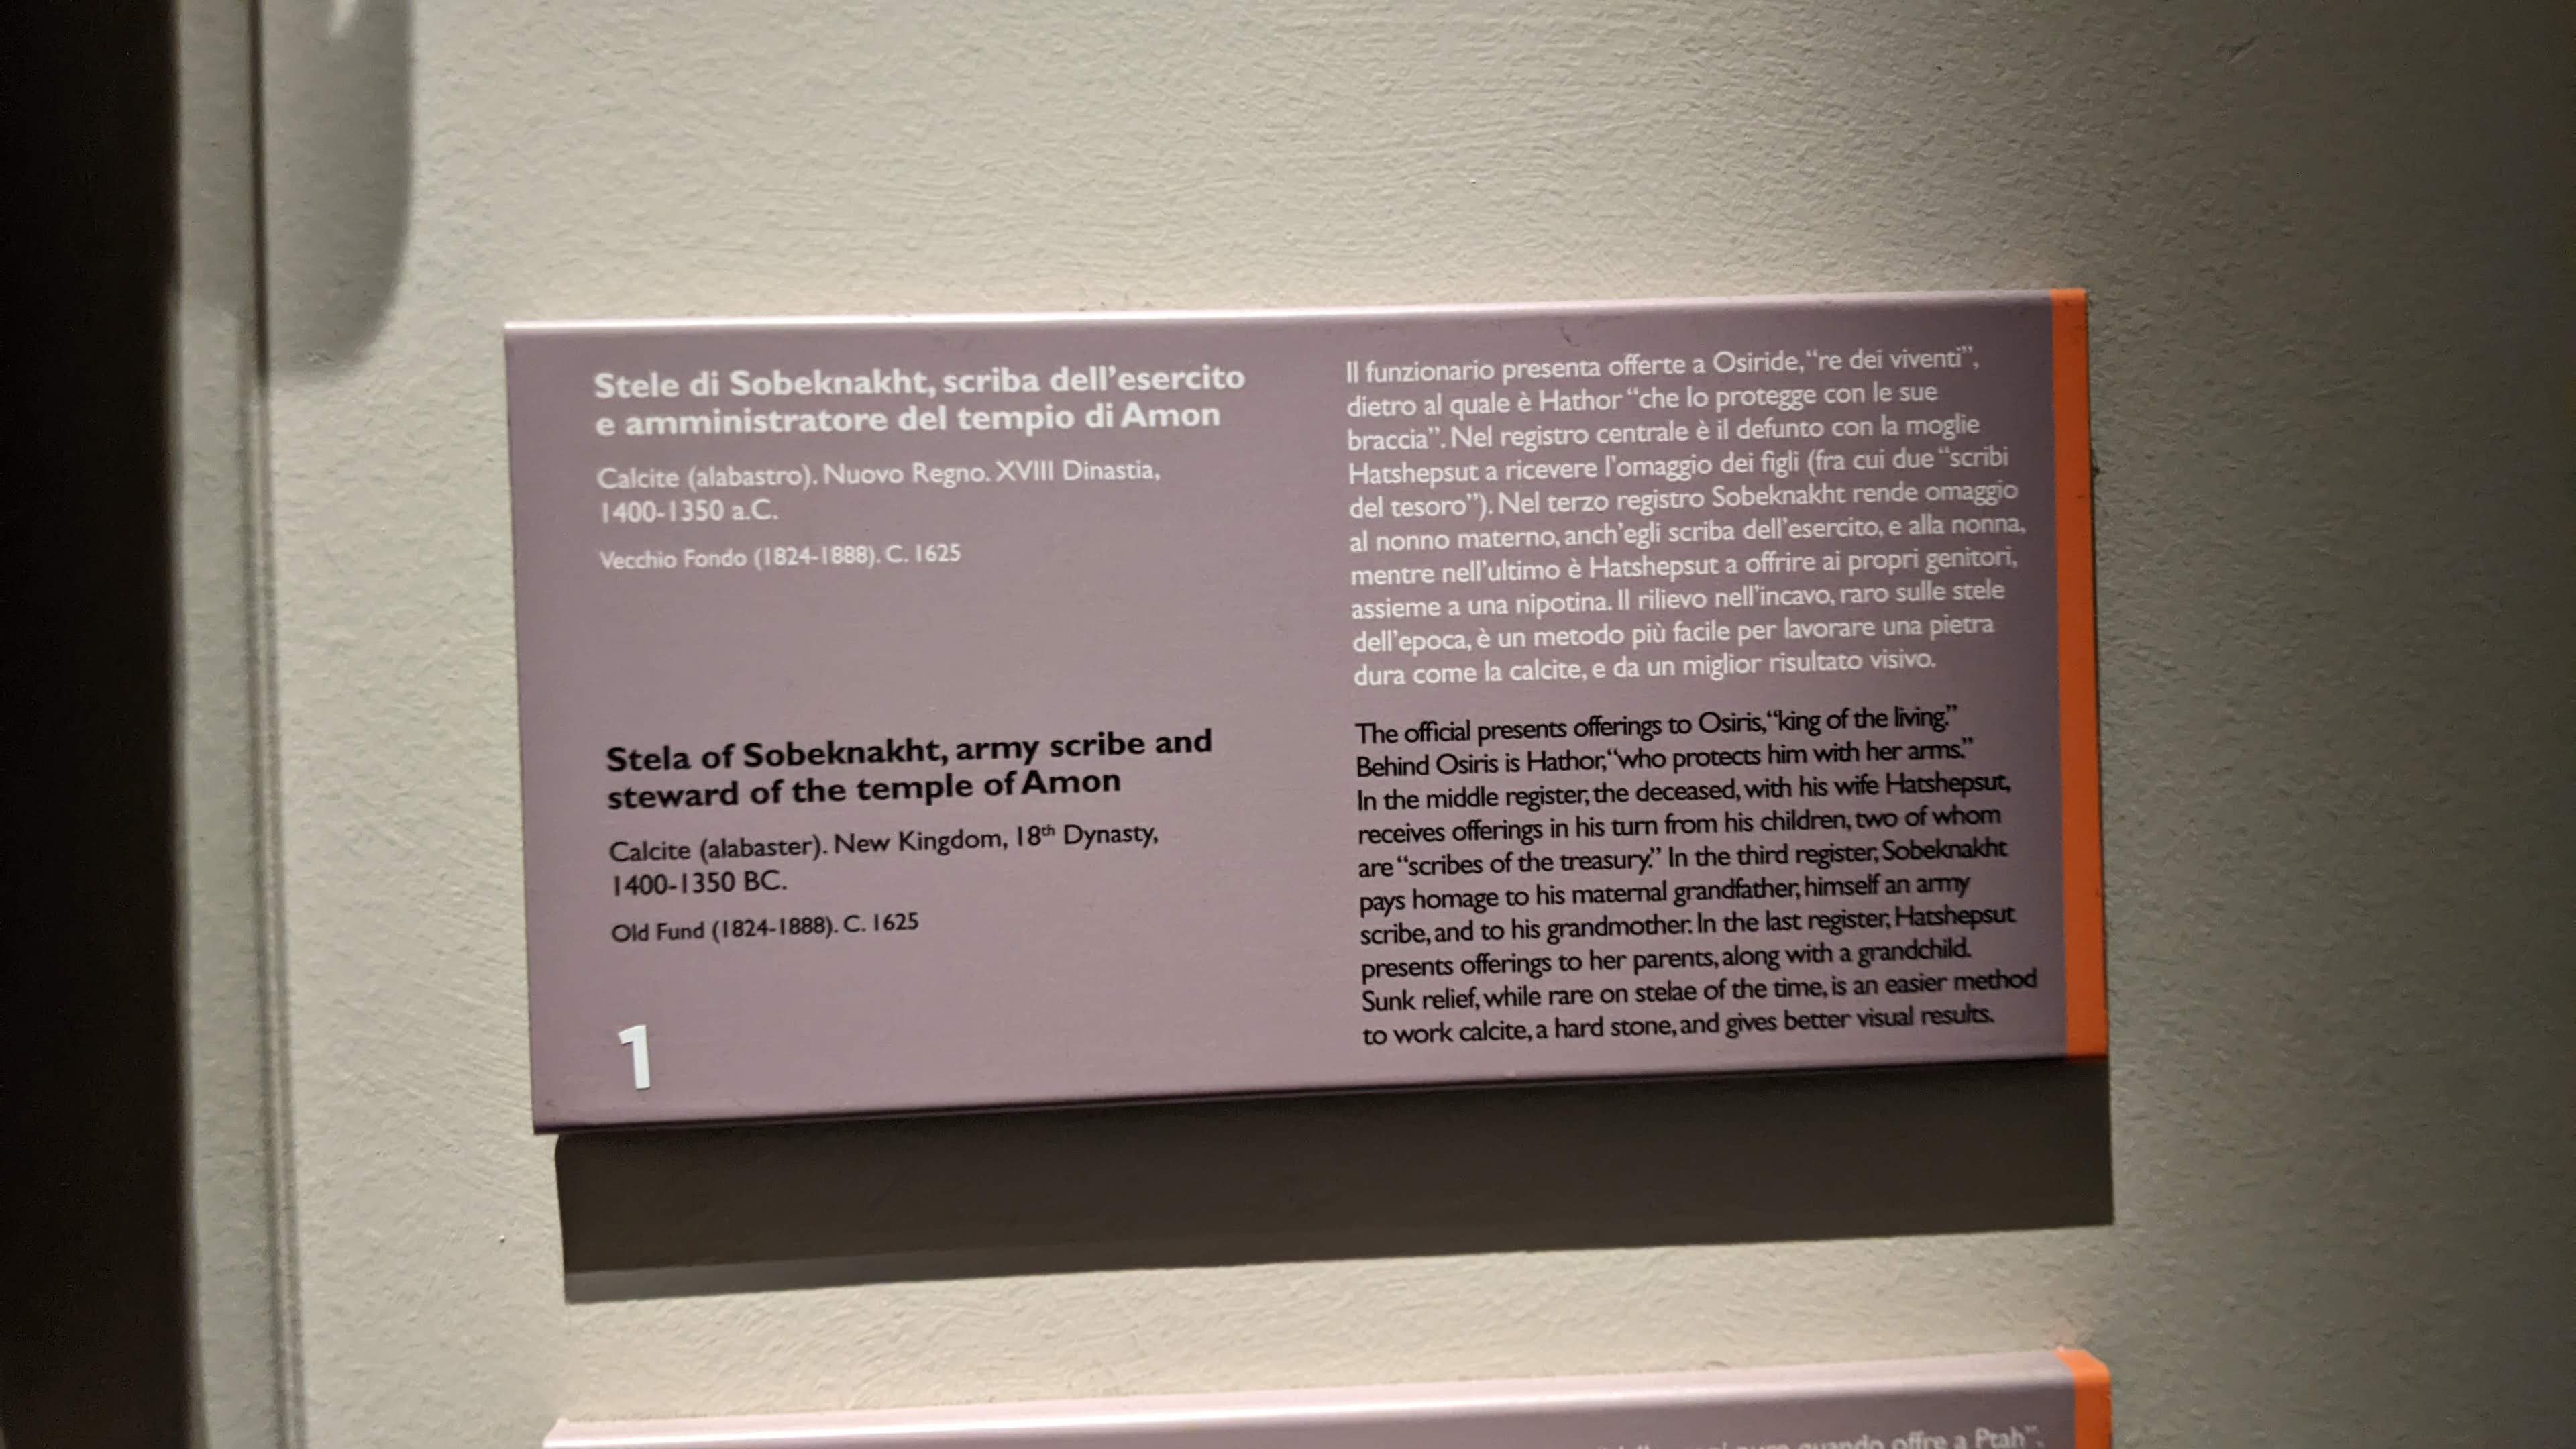 Stele di Sobeknakht, scriba dell'esercito
e amministratore del tempio di Amon
Calcite (alabastro). Nuovo Regno. XVIII Dinastia,
1400-1350 a.C.
Vecchio Fondo (1824-1888). C. 1625
Stela of Sobeknakht, army scribe and
steward of the temple of Amon
Calcite (alabaster). New Kingdom, 18th Dynasty,
1400-1350 BC.
Old Fund (1824-1888). C. 1625
1
Il funzionario presenta offerte a Osiride, “re dei viventi”,
dietro al quale è Hathor “che lo protegge con le sue
braccia”. Nel registro centrale è il defunto con la moglie
Hatshepsut a ricevere l'omaggio dei figli (fra cui due “scribi
del tesoro”). Nel terzo registro Sobeknakht rende omaggio
al nonno materno, anch'egli scriba dell'esercito, e alla nonna,
mentre nell'ultimo è Hatshepsut a offrire ai propri genitori,
assieme a una nipotina. Il rilievo nell'incavo, raro sulle stele
dell'epoca, è un metodo più facile per lavorare una pietra
dura come la calcite, e da un miglior risultato visivo.
The official presents offerings to Osiris, “king of the living.”
Behind Osiris is Hathor, “who protects him with her arms.”
In the middle register, the deceased, with his wife Hatshepsut,
receives offerings in his turn from his children, two of whom
are “scribes of the treasury.” In the third register, Sobeknakht
pays homage to his maternal grandfather, himself an army
scribe, and to his grandmother. In the last register, Hatshepsut
presents offerings to her parents, along with a grandchild.
Sunk relief, while rare on stelae of the time, is an easier method
to work calcite, a hard stone, and gives better visual results.
quando offre a Ptah”.